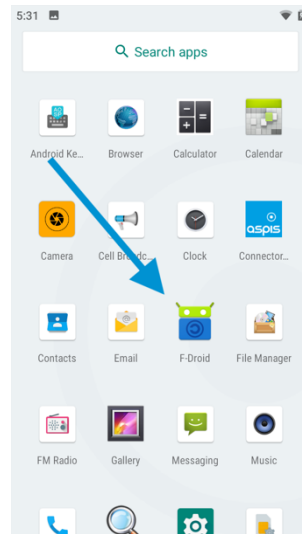 5:31
Search apps
Android Ke...
Browser
Calculator
Calendar
aspis
Camera
Cell Broadc...
Clock
Connector...
Contacts
Email
F-Droid
File Manager
FM Radio
Gallery
Messaging
Music